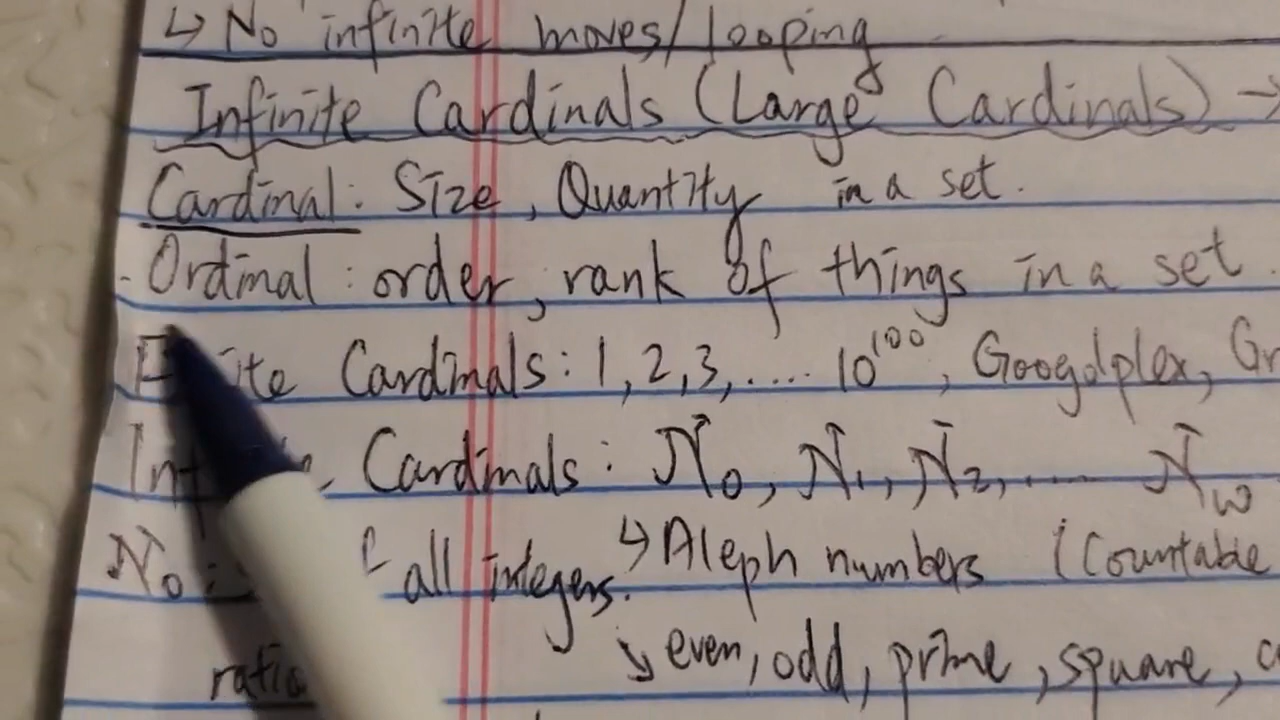 ↳ No infinite moves/looping
Infinite Cardinals (Large Cardinals) →
Cardinal: Size, Quantity in a set.
- Ordinal: order, rank of things in a set.
Cardinals: 1, 2, 3, .... 10¹⁰⁰, Googolplex,
Cardinals: ℵ₀, ℵ₁, ℵ₂, .... ℵω
ℵ₀: all integers. ↳ Aleph numbers (Countable
↘ even, odd, prime, square,